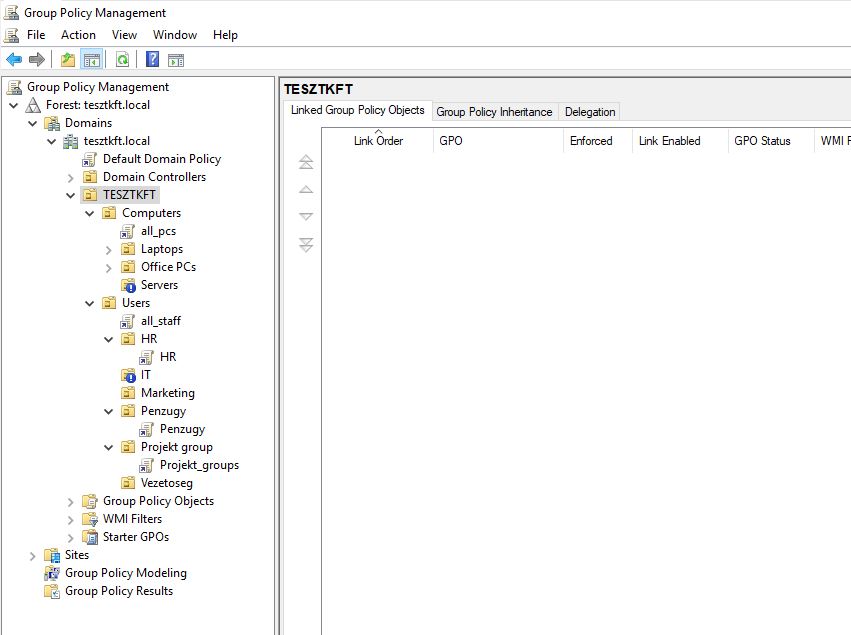 Group Policy Management
File Action View Window Help
Group Policy Management
Forest: tesztkft.local
Domains
tesztkft.local
Default Domain Policy
Domain Controllers
TESZTKFT
Computers
all_pcs
Laptops
Office PCs
Servers
Users
all_staff
HR
HR
IT
Marketing
Penzugy
Penzugy
Projekt group
Projekt_groups
Vezetoseg
Group Policy Objects
WMI Filters
Starter GPOs
Sites
Group Policy Modeling
Group Policy Results
TESZTKFT
Linked Group Policy Objects Group Policy Inheritance Delegation
Link Order GPO Enforced Link Enabled GPO Status WMI F